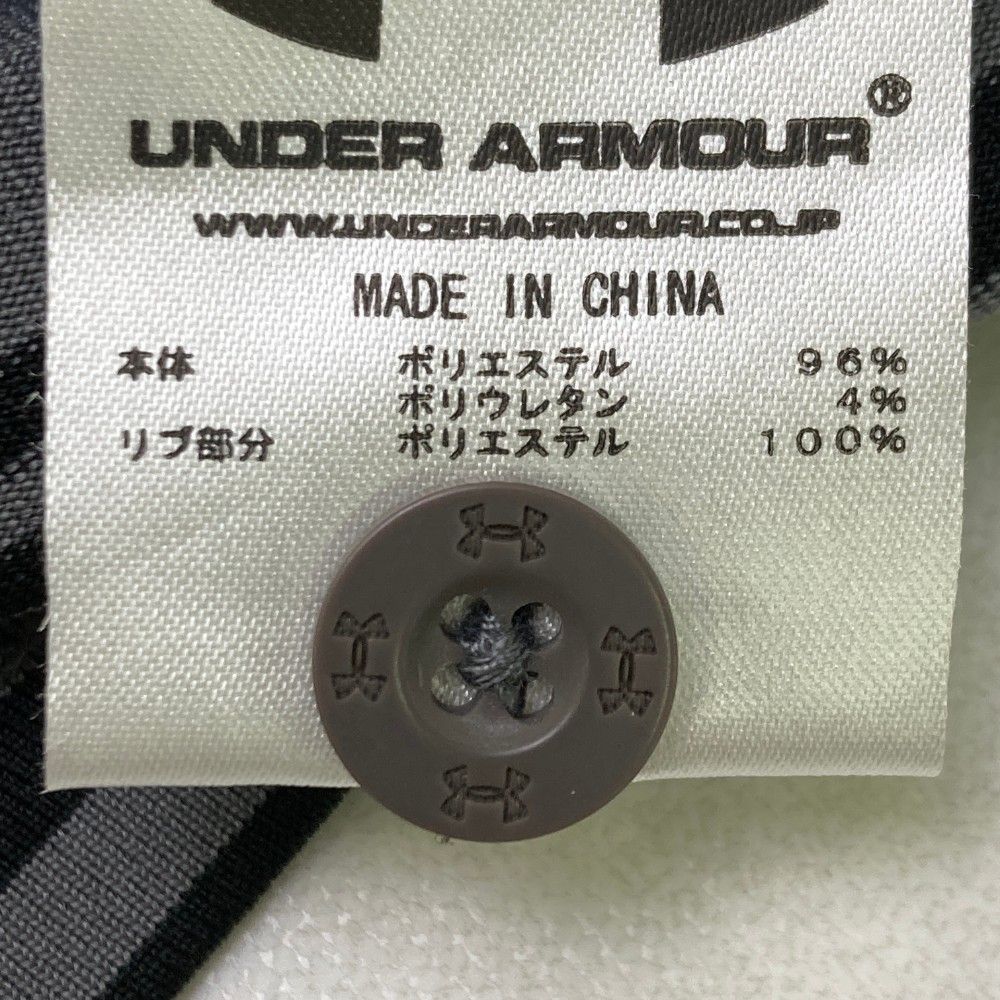 UNDER ARMOUR®
WWW.UNDERARMOUR.CO.JP
MADE IN CHINA
本体 ポリエステル 96%
ポリウレタン 4%
リブ部分 ポリエステル 100%